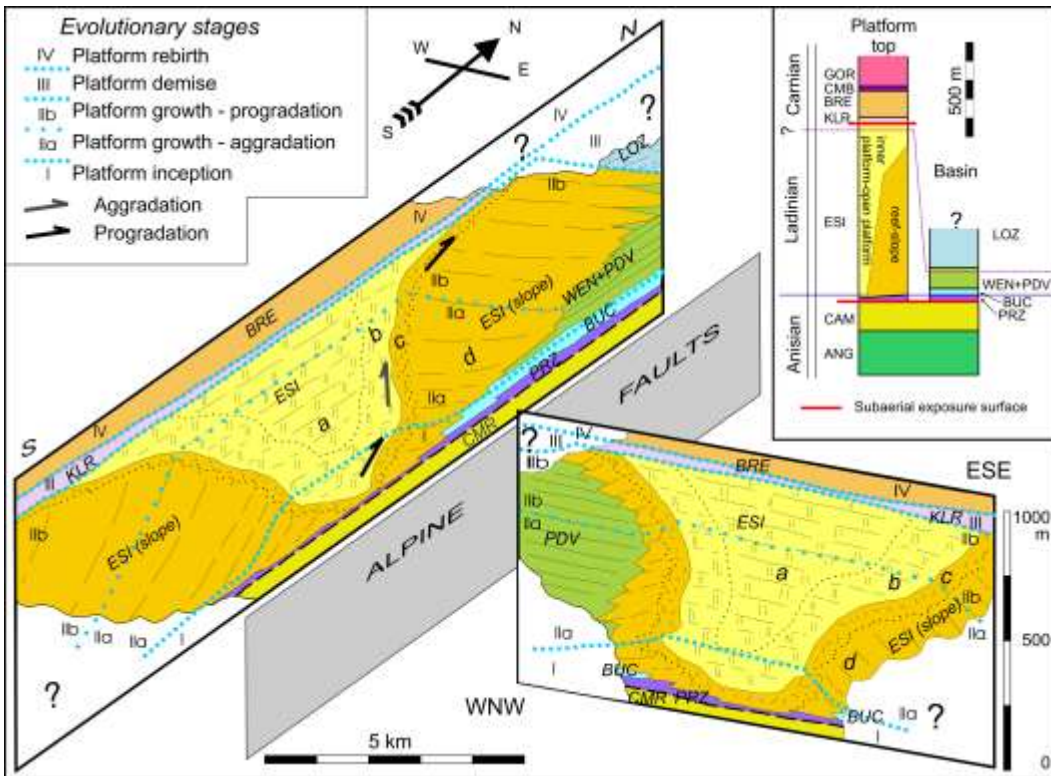 Evolutionary stages
IV Platform rebirth
III Platform demise
IIb Platform growth - progradation
IIa Platform growth - aggradation
I Platform inception
Aggradation
Progradation
N
W
E
S
Platform
top
Carnian
GOR
CMB
BRE
KLR
500 m
?
Ladinian
ESI
inner
platform-open platform
reef-slope
Basin
?
LOZ
WEN+PDV
BUC
PRZ
Anisian
CAM
ANG
Subaerial exposure surface
N
?
IV
III
?
LOZ
IIb
IV
BRE
IIb
IIa
ESI (slope)
WEN+PDV
b
c
d
BUC
PRZ
ESI
a
IIa
I
CMR
S
IV
III
KLR
IIb
ESI (slope)
IIb
IIa
IIa
I
?
ALPINE
FAULTS
?
IV
III
IIb
BRE
IV
ESE
KLR
III
IIb
1000
m
IIb
IIa
PDV
ESI
a
b
c
IIb
ESI (slope)
IIa
d
500
IIa
I
BUC
CMR PRZ
BUC
IIa
I
?
0
WNW
5 km